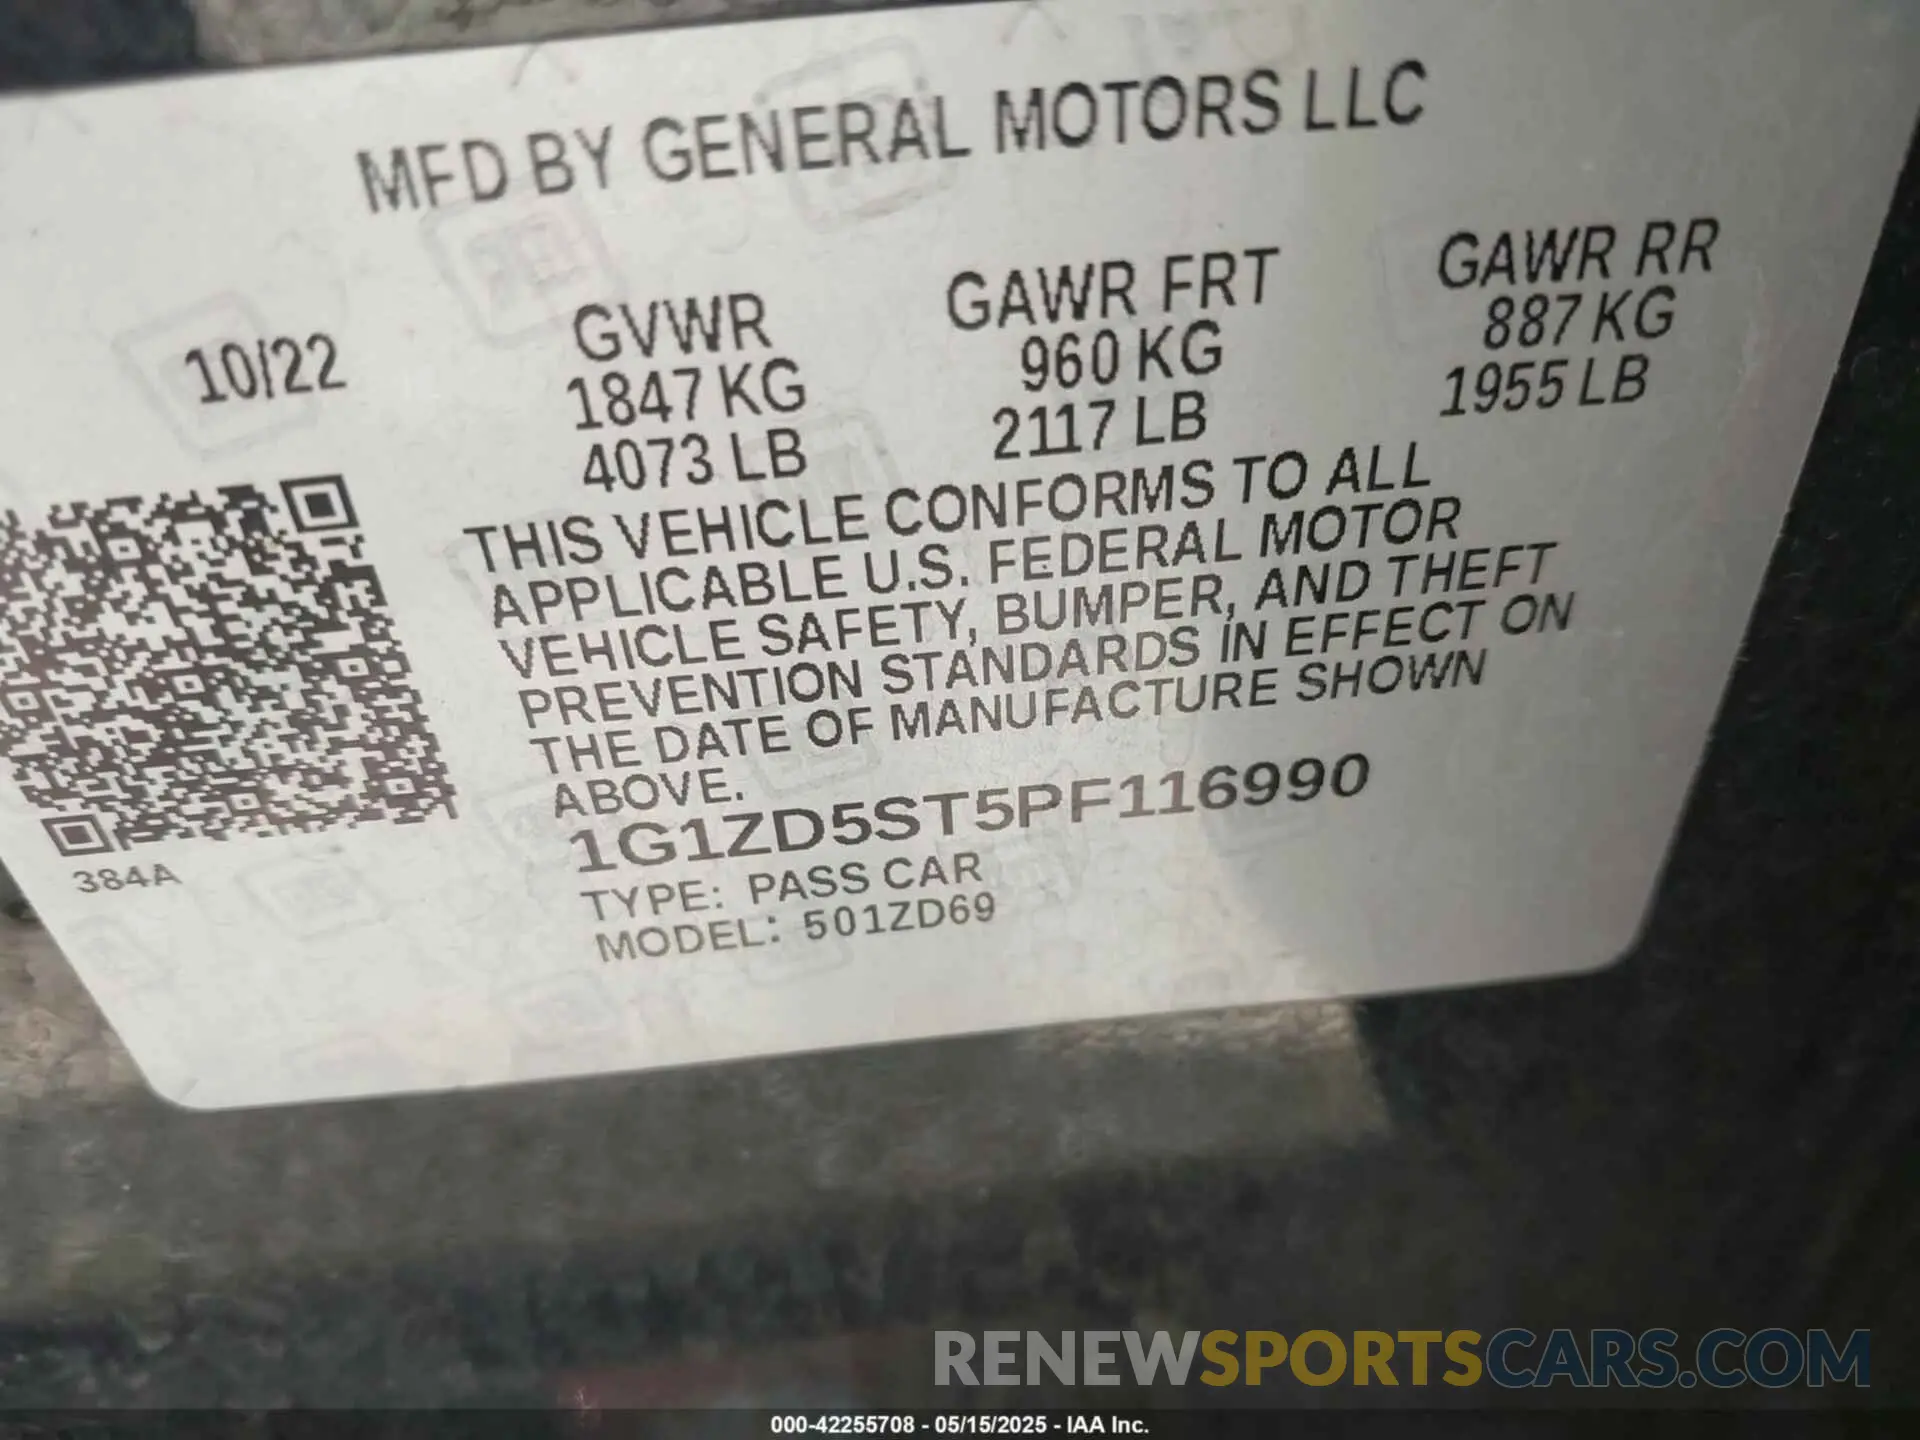 MFD BY GENERAL MOTORS LLC
10/22
GVWR
1847 KG
4073 LB
GAWR FRT
960 KG
2117 LB
GAWR RR
887 KG
1955 LB
THIS VEHICLE CONFORMS TO ALL
APPLICABLE U.S. FEDERAL MOTOR
VEHICLE SAFETY, BUMPER, AND THEFT
PREVENTION STANDARDS IN EFFECT ON
THE DATE OF MANUFACTURE SHOWN
ABOVE.
1G1ZD5ST5PF116990
TYPE: PASS CAR
MODEL: 501ZD69
384A
RENEWSPORTSCARS.COM
000-42255708 - 05/15/2025 - IAA Inc.